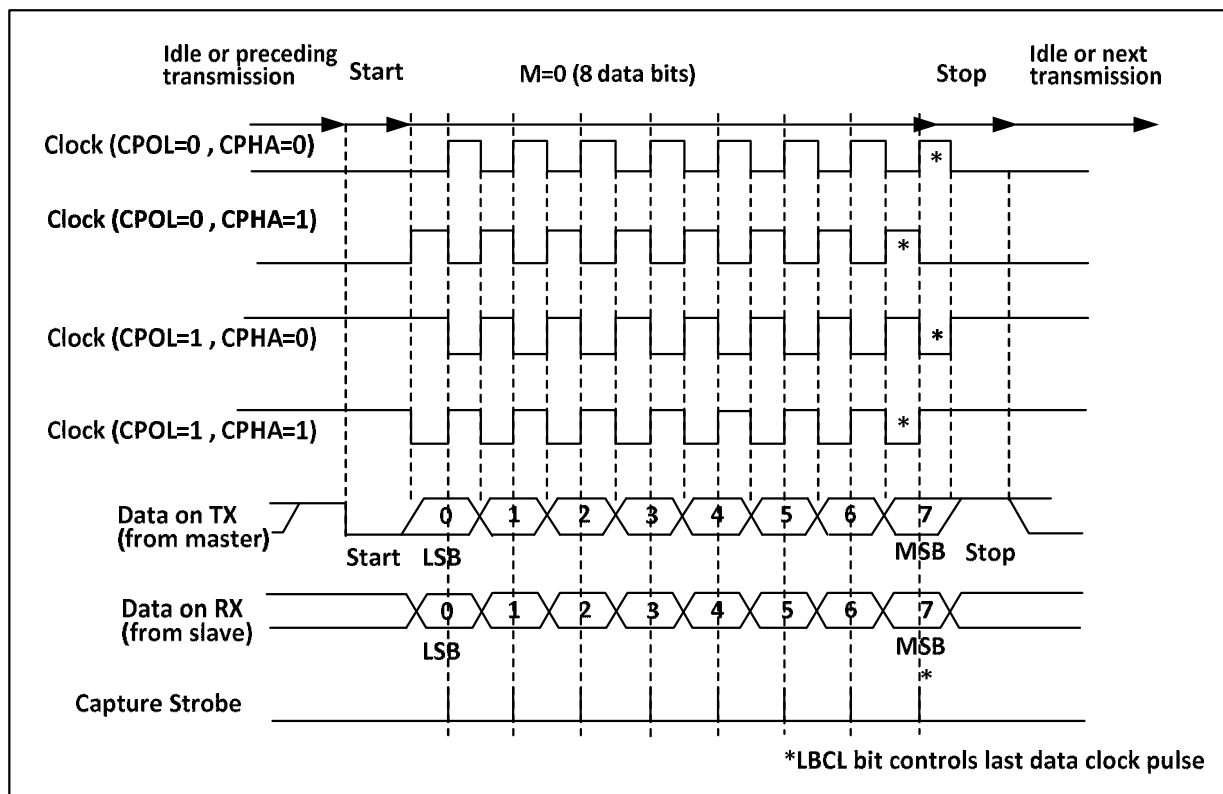 Idle or preceding
transmission
Start
M=0 (8 data bits)
Stop
Idle or next
transmission
Clock (CPOL=0 , CPHA=0)
*
Clock (CPOL=0 , CPHA=1)
*
Clock (CPOL=1 , CPHA=0)
*
Clock (CPOL=1 , CPHA=1)
*
Data on TX
(from master)
0 1 2 3 4 5 6 7
Start LSB MSB Stop
Data on RX
(from slave)
0 1 2 3 4 5 6 7
LSB MSB
*
Capture Strobe
*LBCL bit controls last data clock pulse